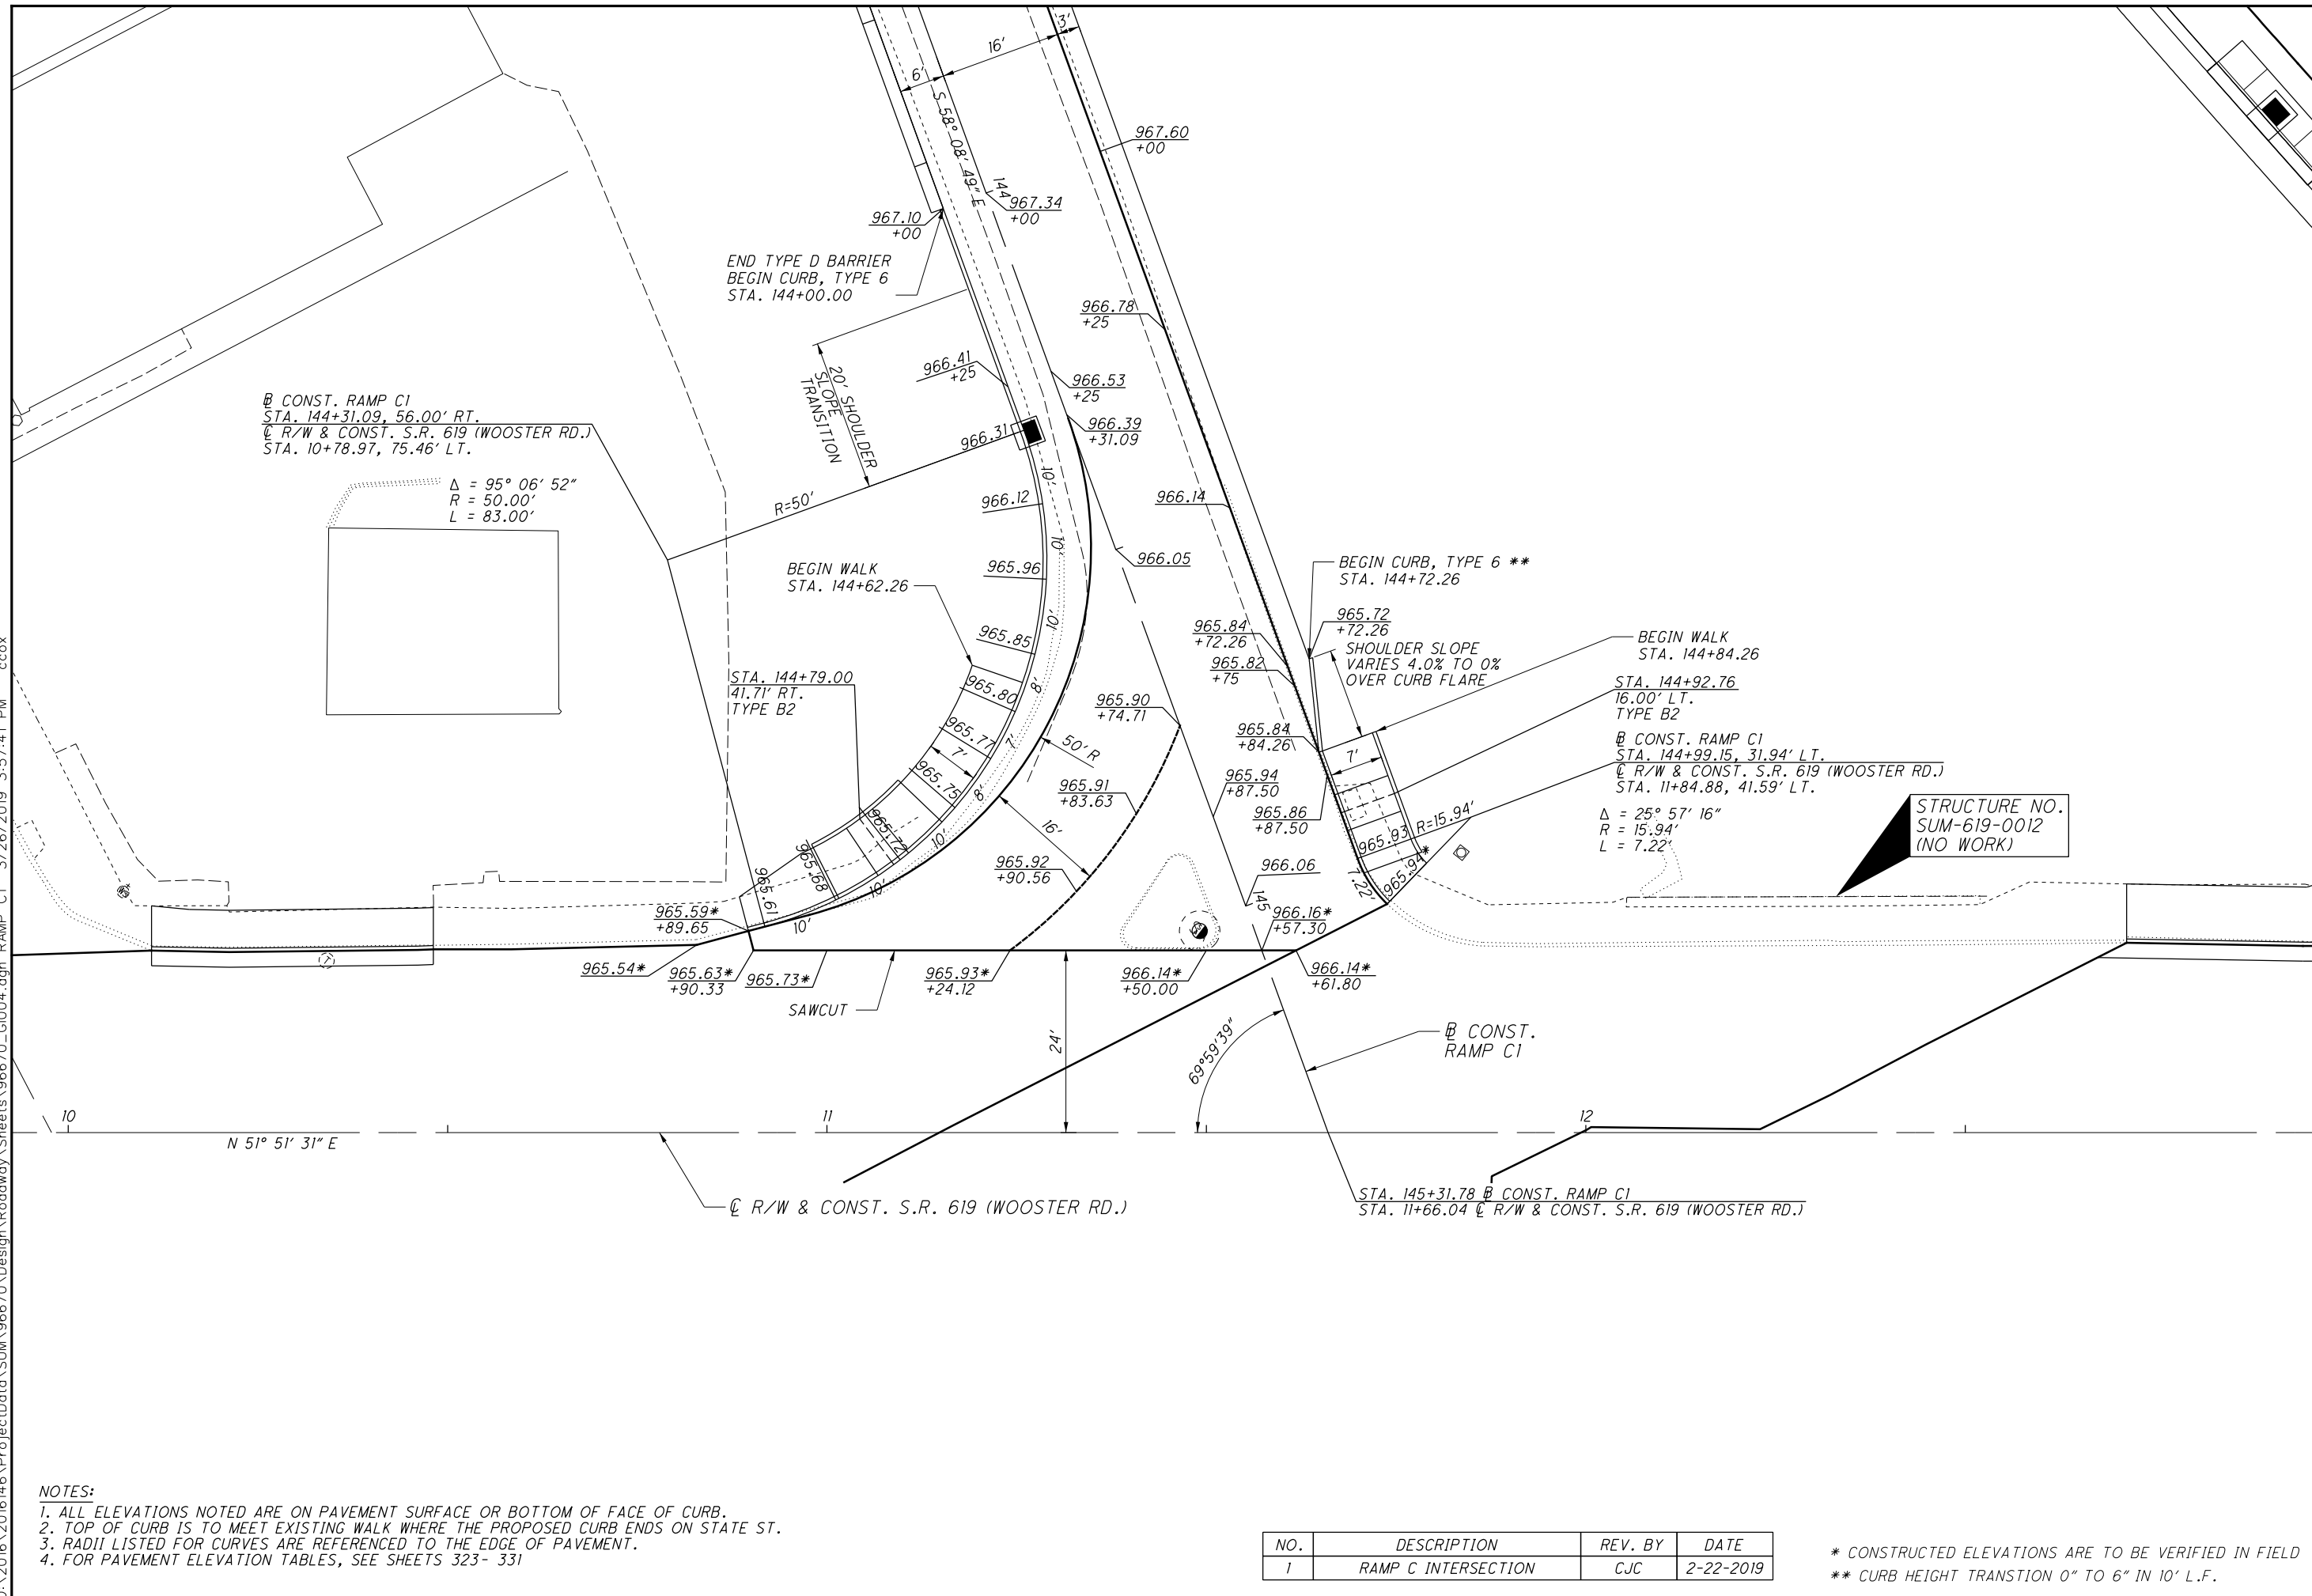 3'
16'
6'
S 58° 08' 49" E
967.60
+00
144
967.34
+00
967.10
+00
END TYPE D BARRIER
BEGIN CURB, TYPE 6
STA. 144+00.00
966.78
+25
966.41
+25
966.53
+25
20' SHOULDER
SLOPE
TRANSITION
966.39
+31.09
966.31
℄ CONST. RAMP C1
STA. 144+31.09, 56.00' RT.
℄ R/W & CONST. S.R. 619 (WOOSTER RD.)
STA. 10+78.97, 75.46' LT.
Δ = 95° 06' 52"
R = 50.00'
L = 83.00'
R=50'
10'
966.12
966.14
10'
965.96
966.05
BEGIN WALK
STA. 144+62.26
BEGIN CURB, TYPE 6 **
STA. 144+72.26
10'
965.85
965.84
+72.26
965.72
+72.26
SHOULDER SLOPE
VARIES 4.0% TO 0%
OVER CURB FLARE
965.82
+75
BEGIN WALK
STA. 144+84.26
STA. 144+79.00
41.71' RT.
TYPE B2
965.80
8'
STA. 144+92.76
16.00' LT.
TYPE B2
965.90
+74.71
965.84
+84.26
965.77
7'
7'
50' R
7'
℄ CONST. RAMP C1
STA. 144+99.15, 31.94' LT.
℄ R/W & CONST. S.R. 619 (WOOSTER RD.)
STA. 11+84.88, 41.59' LT.
965.75
8'
965.91
+83.63
965.94
+87.50
965.86
+87.50
Δ = 25° 57' 16"
R = 15.94'
L = 7.22'
STRUCTURE NO.
SUM-619-0012
(NO WORK)
965.72
10'
16'
965.93
R=15.94'
965.94*
7.22'
965.68
10'
965.92
+90.56
966.06
145
965.61
10'
965.59*
+89.65
966.16*
+57.30
965.54*
965.63*
+90.33
965.73*
965.93*
+24.12
966.14*
+50.00
966.14*
+61.80
SAWCUT
24'
69°59'39"
℄ CONST.
RAMP C1
10
11
12
N 51° 51' 31" E
℄ R/W & CONST. S.R. 619 (WOOSTER RD.)
STA. 145+31.78 ℄ CONST. RAMP C1
STA. 11+66.04 ℄ R/W & CONST. S.R. 619 (WOOSTER RD.)
NOTES:
1. ALL ELEVATIONS NOTED ARE ON PAVEMENT SURFACE OR BOTTOM OF FACE OF CURB.
2. TOP OF CURB IS TO MEET EXISTING WALK WHERE THE PROPOSED CURB ENDS ON STATE ST.
3. RADII LISTED FOR CURVES ARE REFERENCED TO THE EDGE OF PAVEMENT.
4. FOR PAVEMENT ELEVATION TABLES, SEE SHEETS 323- 331
NO. DESCRIPTION REV. BY DATE
1 RAMP C INTERSECTION CJC 2-22-2019
* CONSTRUCTED ELEVATIONS ARE TO BE VERIFIED IN FIELD
** CURB HEIGHT TRANSTION 0" TO 6" IN 10' L.F.